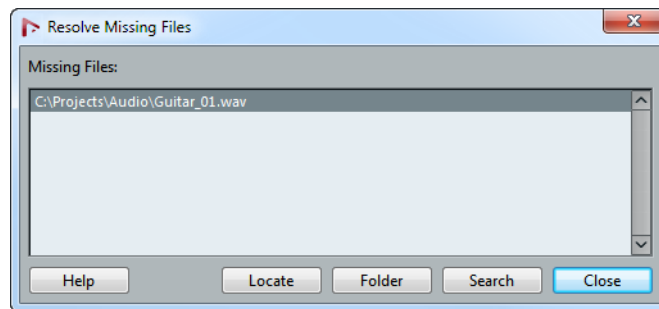 Resolve Missing Files
Missing Files:
C:\Projects\Audio\Guitar_01.wav
Help Locate Folder Search Close